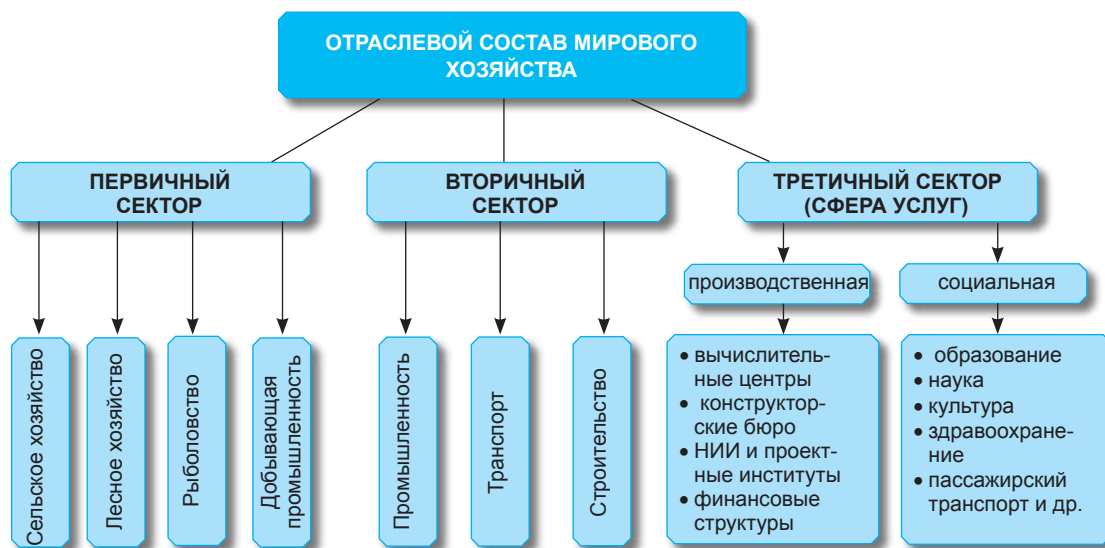 ОТРАСЛЕВОЙ СОСТАВ МИРОВОГО
ХОЗЯЙСТВА
ПЕРВИЧНЫЙ
СЕКТОР
Сельское хозяйство
Лесное хозяйство
Рыболовство
Добывающая
промышленность
ВТОРИЧНЫЙ
СЕКТОР
Промышленность
Транспорт
Строительство
ТРЕТИЧНЫЙ СЕКТОР
(СФЕРА УСЛУГ)
производственная
• вычислитель-
ные центры
• конструктор-
ские бюро
• НИИ и проект-
ные институты
• финансовые
структуры
социальная
• образование
• наука
• культура
• здравоохране-
ние
• пассажирский
транспорт и др.